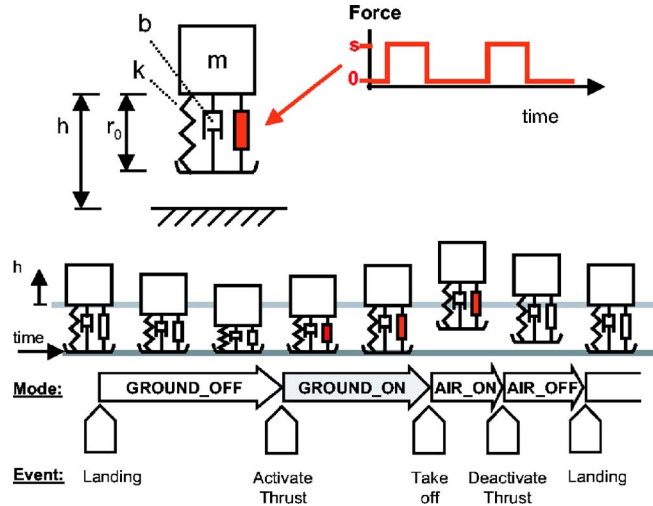 b
k
m
h
r0
Force
s
0
time
h
time
Mode:
GROUND_OFF
GROUND_ON
AIR_ON
AIR_OFF
Event:
Landing
Activate
Thrust
Take
off
Deactivate
Thrust
Landing